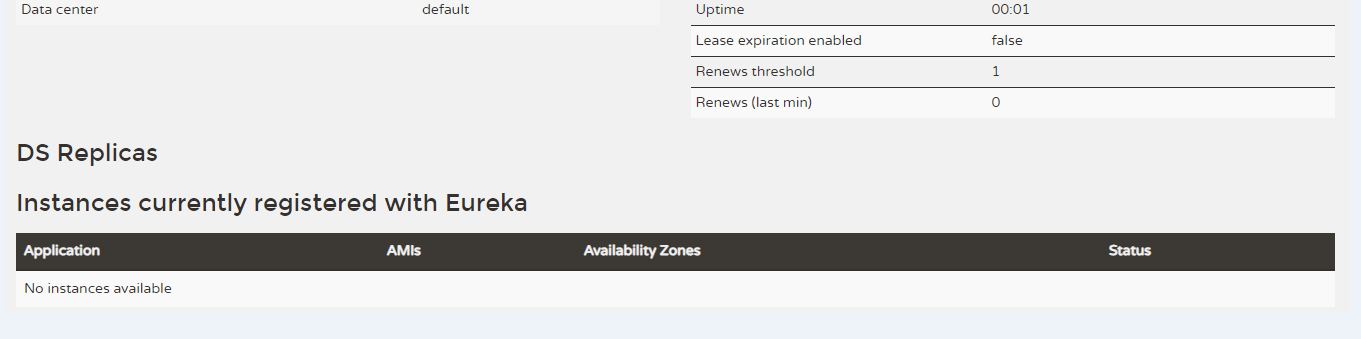 Data center default
Uptime 00:01
Lease expiration enabled false
Renews threshold 1
Renews (last min) 0
DS Replicas
Instances currently registered with Eureka
Application AMIs Availability Zones Status
No instances available